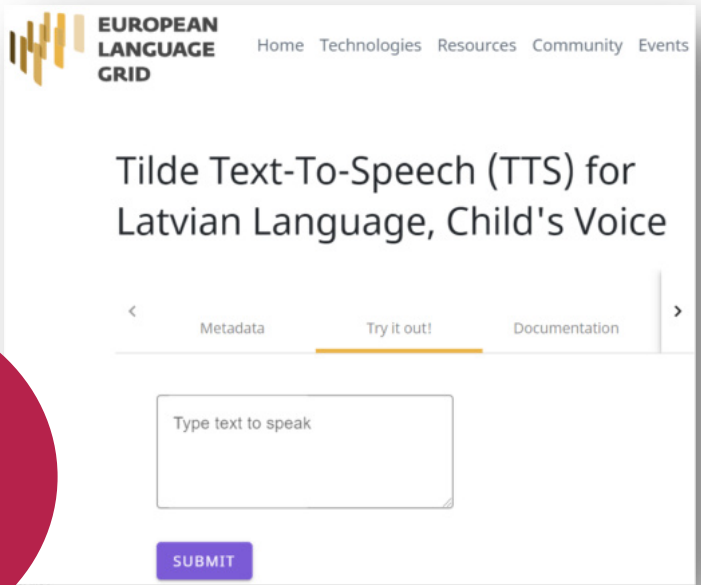 EUROPEAN
LANGUAGE
GRID
Home Technologies Resources Community Events
Tilde Text-To-Speech (TTS) for
Latvian Language, Child's Voice
Metadata Try it out! Documentation
Type text to speak
SUBMIT